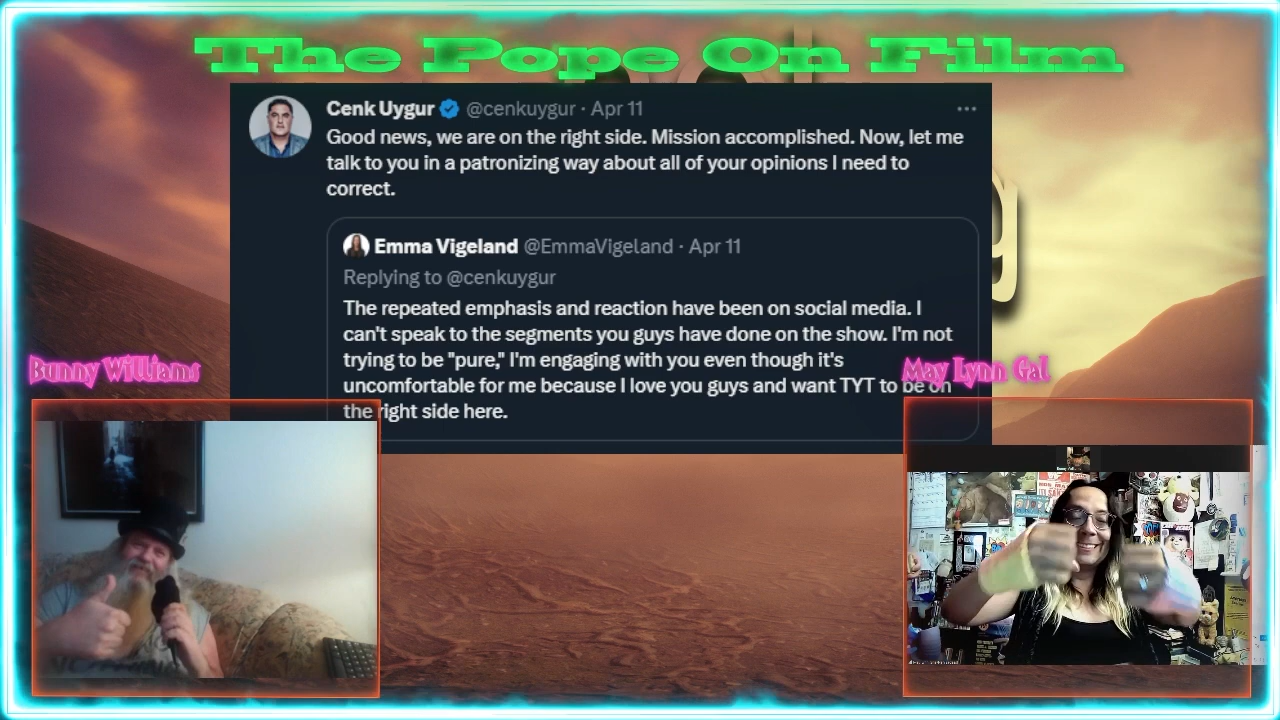 The Pope On Film
Cenk Uygur @cenkuygur · Apr 11
Good news, we are on the right side. Mission accomplished. Now, let me
talk to you in a patronizing way about all of your opinions I need to
correct.
Emma Vigeland @EmmaVigeland · Apr 11
Replying to @cenkuygur
The repeated emphasis and reaction have been on social media. I
can't speak to the segments you guys have done on the show. I'm not
trying to be "pure," I'm engaging with you even though it's
uncomfortable for me because I love you guys and want TYT to be on
the right side here.
g
Bunny Williams
May Lynn Gal